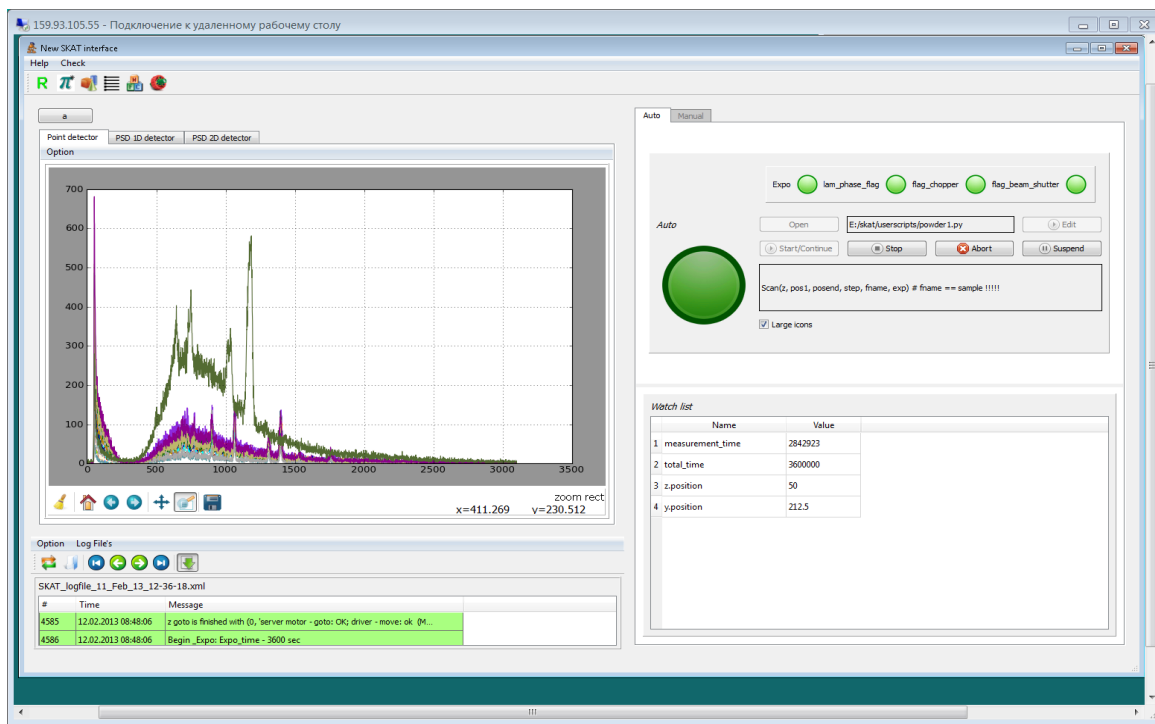 159.93.105.55 - Подключение к удаленному рабочему столу
New SKAT interface
Help Check
R π
a
Point detector PSD 1D detector PSD 2D detector
Option
700
600
500
400
300
200
100
0
0 500 1000 1500 2000 2500 3000 3500
zoom rect
x=411.269 y=230.512
Option Log File's
SKAT_logfile_11_Feb_13_12-36-18.xml
# Time Message
4585 12.02.2013 08:48:06 z goto is finished with (0, 'server motor - goto: OK; driver - move: ok (M...
4586 12.02.2013 08:48:06 Begin _Expo: Expo_time - 3600 sec
Auto Manual
Expo lam_phase_flag flag_chopper flag_beam_shutter
Auto
Open E:/skat/userscripts/powder1.py Edit
Start/Continue Stop Abort Suspend
Scan(z, pos1, posend, step, fname, exp) # fname == sample !!!!!
Large icons
Watch list
Name Value
1 measurement_time 2842923
2 total_time 3600000
3 z.position 50
4 y.position 212.5